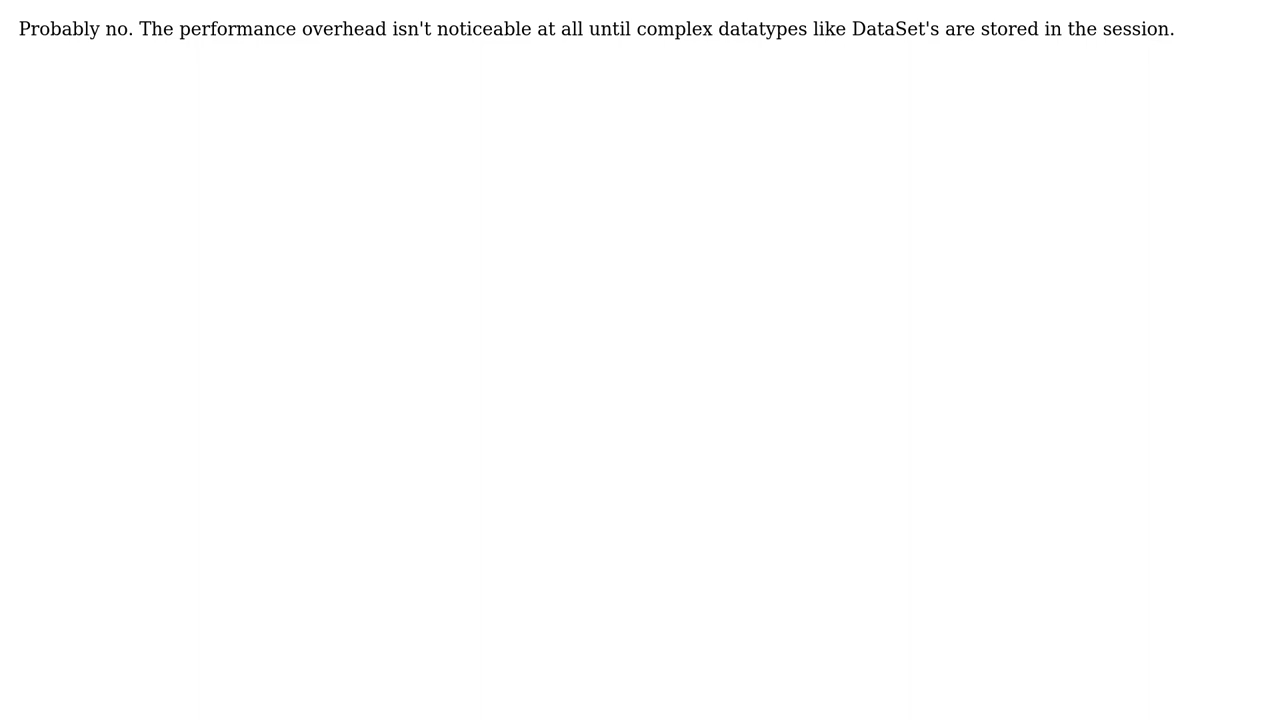 Probably no. The performance overhead isn't noticeable at all until complex datatypes like DataSet's are stored in the session.